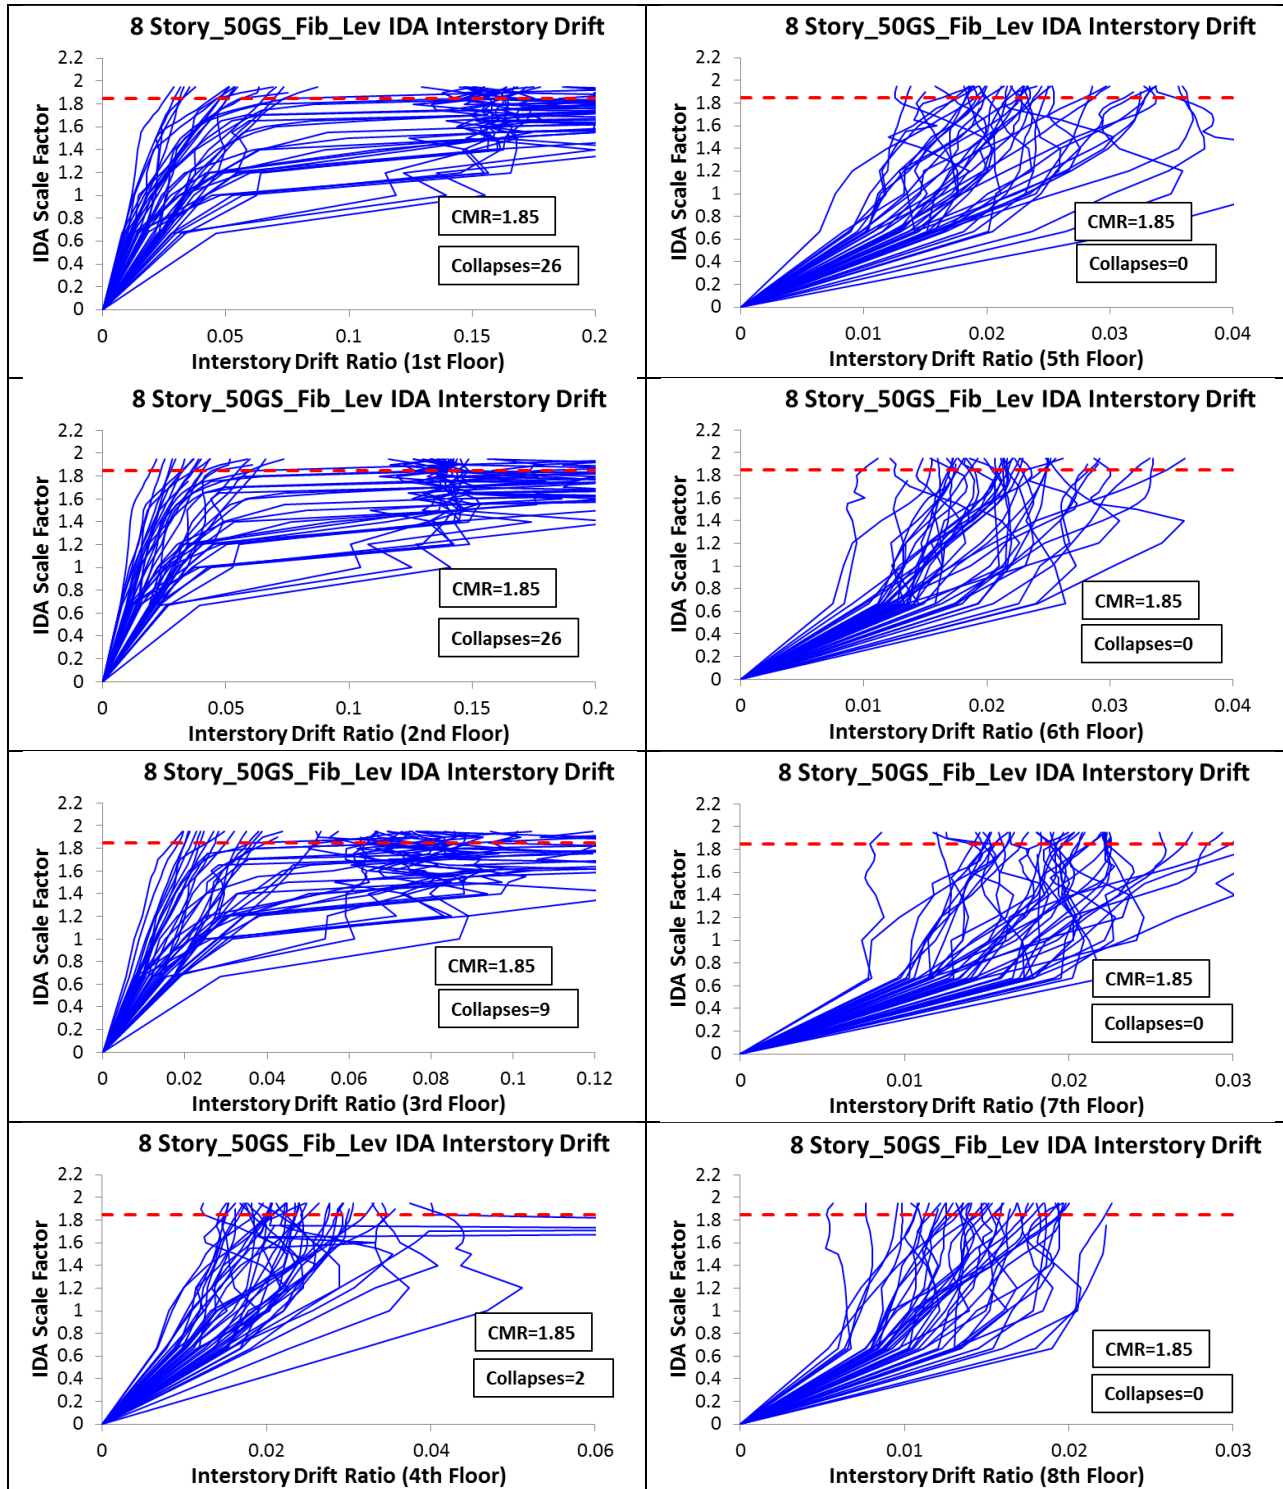 8 Story_50GS_Fib_Lev IDA Interstory Drift
2.2
2
1.8
1.6
1.4
1.2
1
0.8
0.6
0.4
0.2
0
IDA Scale Factor
CMR=1.85
Collapses=26
0 0.05 0.1 0.15 0.2
Interstory Drift Ratio (1st Floor)
8 Story_50GS_Fib_Lev IDA Interstory Drift
2.2
2
1.8
1.6
1.4
1.2
1
0.8
0.6
0.4
0.2
0
IDA Scale Factor
CMR=1.85
Collapses=0
0 0.01 0.02 0.03 0.04
Interstory Drift Ratio (5th Floor)
8 Story_50GS_Fib_Lev IDA Interstory Drift
2.2
2
1.8
1.6
1.4
1.2
1
0.8
0.6
0.4
0.2
0
IDA Scale Factor
CMR=1.85
Collapses=26
0 0.05 0.1 0.15 0.2
Interstory Drift Ratio (2nd Floor)
8 Story_50GS_Fib_Lev IDA Interstory Drift
2.2
2
1.8
1.6
1.4
1.2
1
0.8
0.6
0.4
0.2
0
IDA Scale Factor
CMR=1.85
Collapses=0
0 0.01 0.02 0.03 0.04
Interstory Drift Ratio (6th Floor)
8 Story_50GS_Fib_Lev IDA Interstory Drift
2.2
2
1.8
1.6
1.4
1.2
1
0.8
0.6
0.4
0.2
0
IDA Scale Factor
CMR=1.85
Collapses=9
0 0.02 0.04 0.06 0.08 0.1 0.12
Interstory Drift Ratio (3rd Floor)
8 Story_50GS_Fib_Lev IDA Interstory Drift
2.2
2
1.8
1.6
1.4
1.2
1
0.8
0.6
0.4
0.2
0
IDA Scale Factor
CMR=1.85
Collapses=0
0 0.01 0.02 0.03
Interstory Drift Ratio (7th Floor)
8 Story_50GS_Fib_Lev IDA Interstory Drift
2.2
2
1.8
1.6
1.4
1.2
1
0.8
0.6
0.4
0.2
0
IDA Scale Factor
CMR=1.85
Collapses=2
0 0.02 0.04 0.06
Interstory Drift Ratio (4th Floor)
8 Story_50GS_Fib_Lev IDA Interstory Drift
2.2
2
1.8
1.6
1.4
1.2
1
0.8
0.6
0.4
0.2
0
IDA Scale Factor
CMR=1.85
Collapses=0
0 0.01 0.02 0.03
Interstory Drift Ratio (8th Floor)